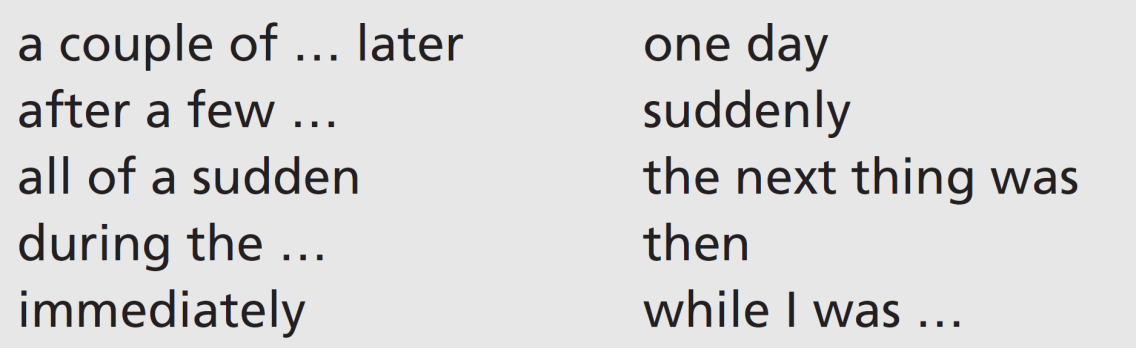 a couple of … later
after a few …
all of a sudden
during the …
immediately
one day
suddenly
the next thing was
then
while I was …